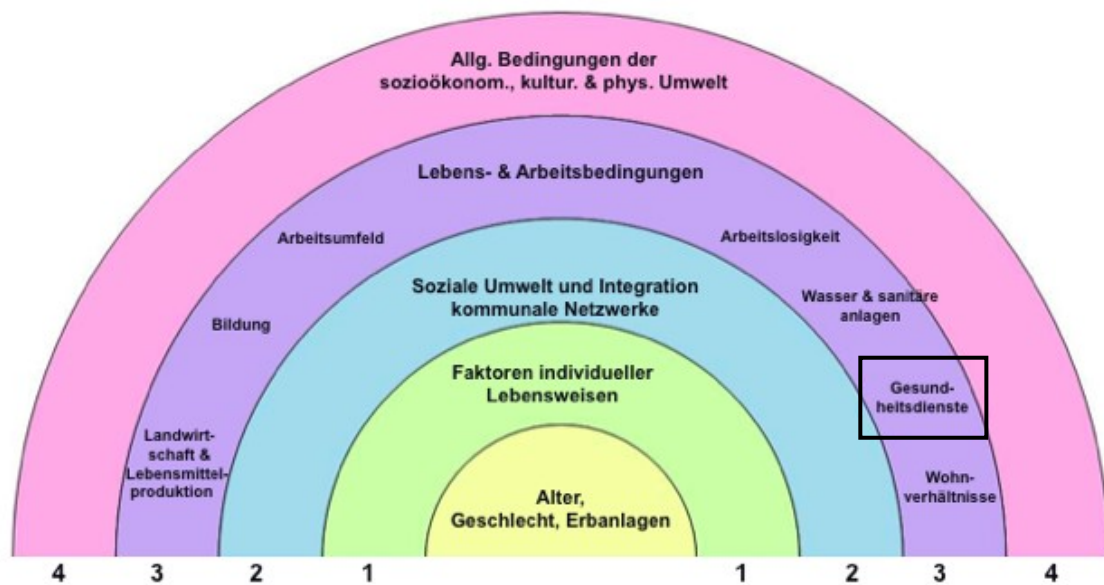 Allg. Bedingungen der
sozioökonom., kultur. & phys. Umwelt
Lebens- & Arbeitsbedingungen
Arbeitsumfeld
Arbeitslosigkeit
Soziale Umwelt und Integration
kommunale Netzwerke
Wasser & sanitäre
anlagen
Bildung
Faktoren individueller
Lebensweisen
Gesund-
heitsdienste
Landwirt-
schaft &
Lebensmittel-
produktion
Wohn-
verhältnisse
Alter,
Geschlecht, Erbanlagen
4 3 2 1 1 2 3 4